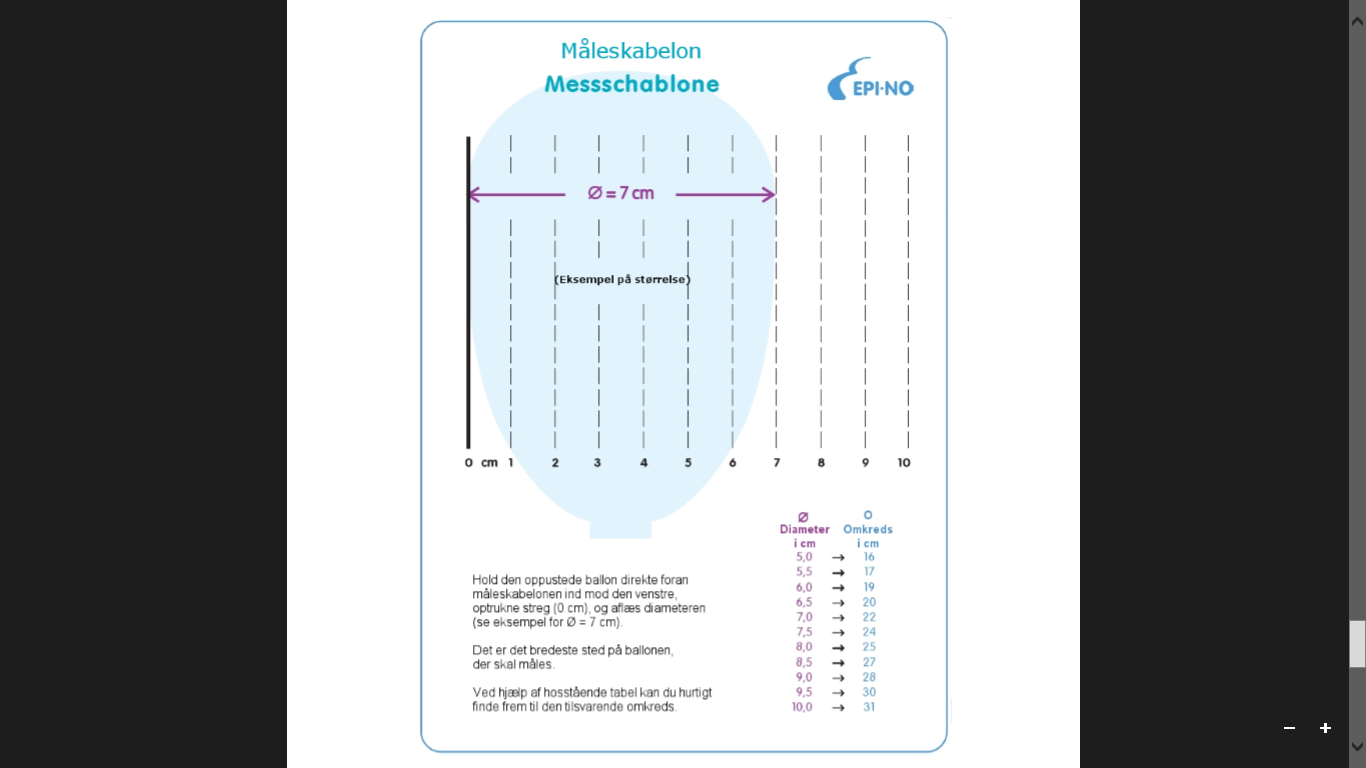 Måleskabelon
Messschablone
EPI·NO
Ø = 7 cm
(Eksempel på størrelse)
0 cm 1 2 3 4 5 6 7 8 9 10
Hold den oppustede ballon direkte foran
måleskabelonen ind mod den venstre,
optrukne streg (0 cm), og aflæs diameteren
(se eksempel for Ø = 7 cm).
Det er det bredeste sted på ballonen,
der skal måles.
Ved hjælp af hosstående tabel kan du hurtigt
finde frem til den tilsvarende omkreds.
Ø O
Diameter Omkreds
i cm i cm
5,0 → 16
5,5 → 17
6,0 → 19
6,5 → 20
7,0 → 22
7,5 → 24
8,0 → 25
8,5 → 27
9,0 → 28
9,5 → 30
10,0 → 31